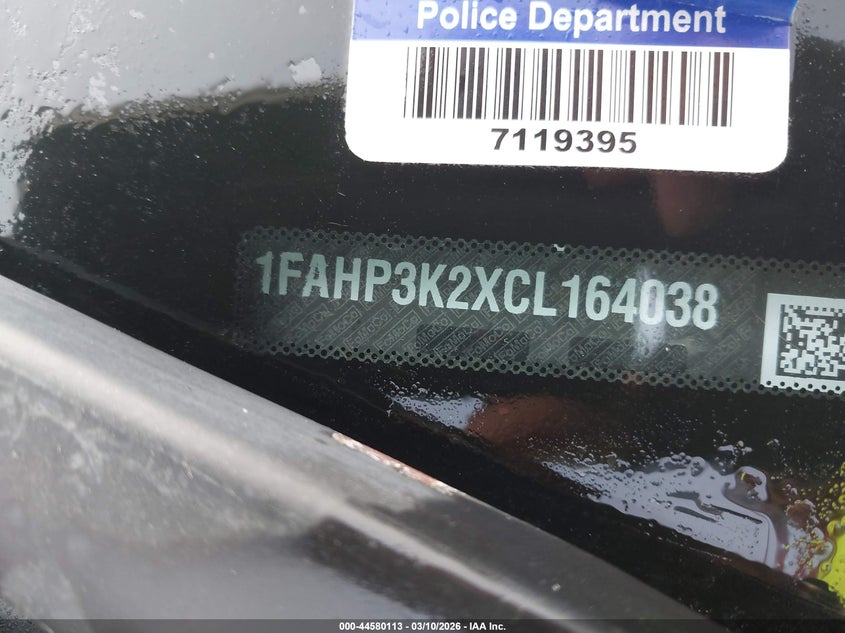 Police Department
7119395
1FAHP3K2XCL164038
000-44580113 — 03/10/2026 — IAA Inc.